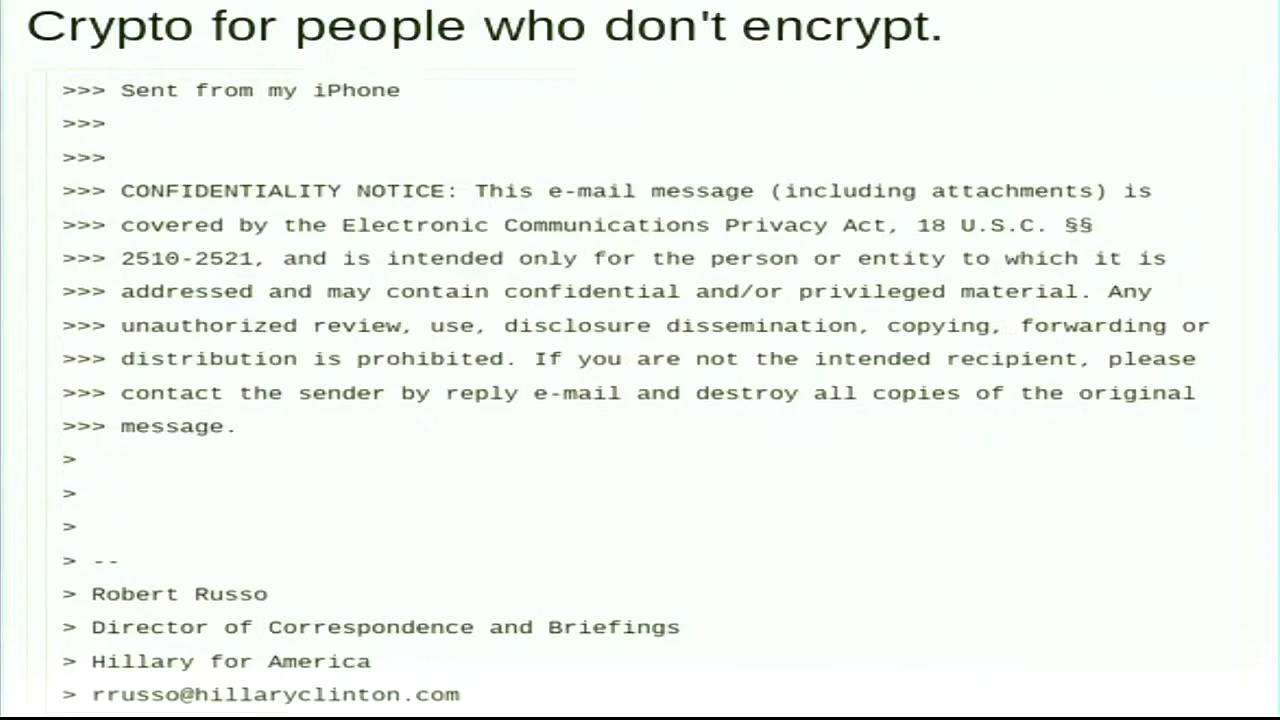 Crypto for people who don't encrypt.
>>> Sent from my iPhone
>>>
>>>
>>> CONFIDENTIALITY NOTICE: This e-mail message (including attachments) is
>>> covered by the Electronic Communications Privacy Act, 18 U.S.C. §§
>>> 2510-2521, and is intended only for the person or entity to which it is
>>> addressed and may contain confidential and/or privileged material. Any
>>> unauthorized review, use, disclosure dissemination, copying, forwarding or
>>> distribution is prohibited. If you are not the intended recipient, please
>>> contact the sender by reply e-mail and destroy all copies of the original
>>> message.
>
>
>
> --
> Robert Russo
> Director of Correspondence and Briefings
> Hillary for America
> rrusso@hillaryclinton.com